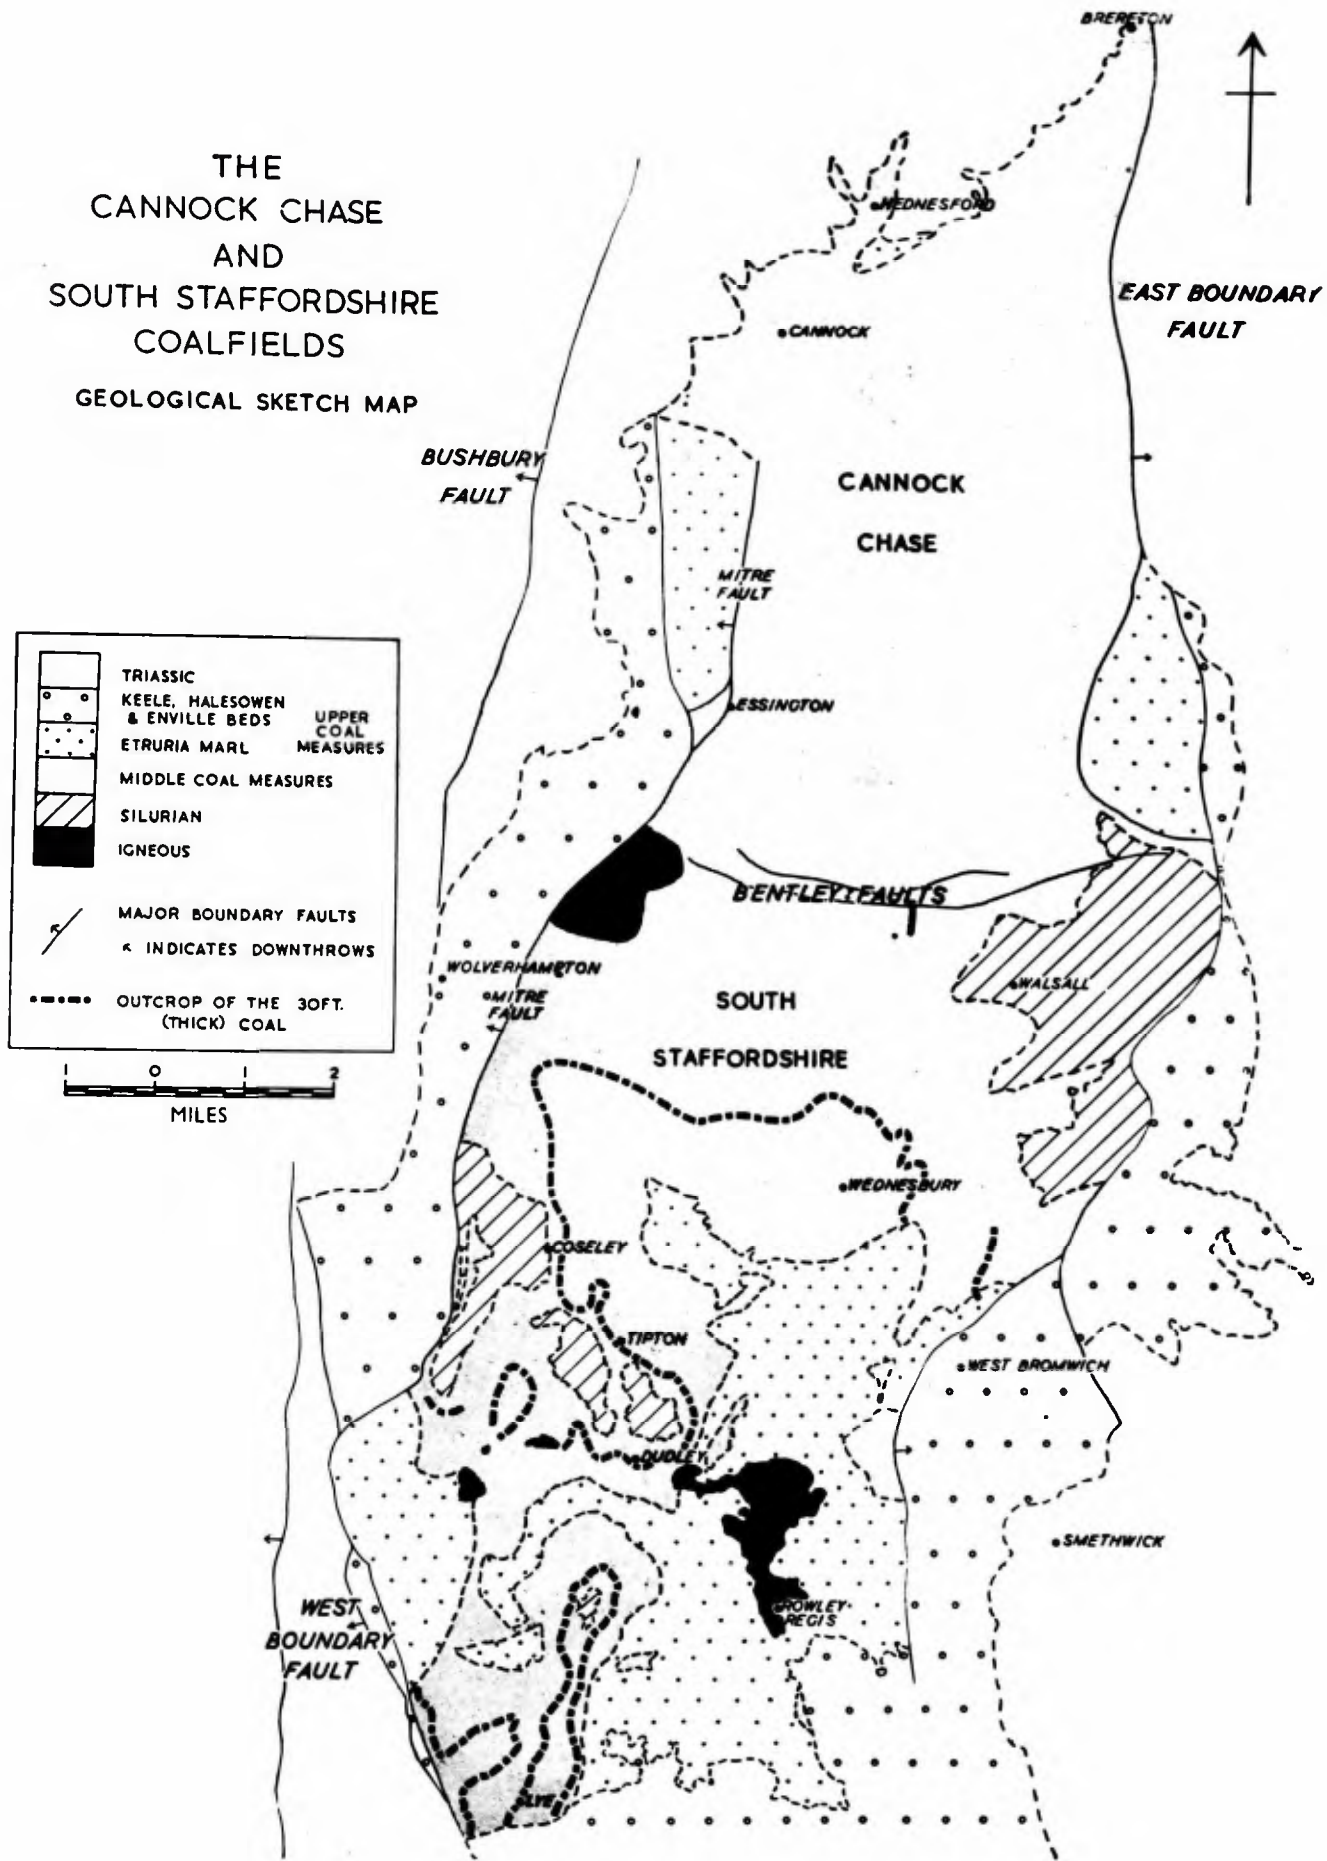 THE
CANNOCK CHASE
AND
SOUTH STAFFORDSHIRE
COALFIELDS
GEOLOGICAL SKETCH MAP
BRERETON
HEDNESFORD
EAST BOUNDARY
FAULT
CANNOCK
BUSHBURY
FAULT
CANNOCK
CHASE
MITRE
FAULT
ESSINGTON
TRIASSIC
KEELE, HALESOWEN
& ENVILLE BEDS
UPPER
COAL
MEASURES
ETRURIA MARL
MIDDLE COAL MEASURES
SILURIAN
IGNEOUS
MAJOR BOUNDARY FAULTS
INDICATES DOWNTHROWS
OUTCROP OF THE 30FT.
(THICK) COAL
1 0 1 2
MILES
BENTLEY FAULTS
WOLVERHAMPTON
MITRE
FAULT
WALSALL
SOUTH
STAFFORDSHIRE
WEDNESBURY
COSELEY
TIPTON
WEST BROMWICH
DUDLEY
SMETHWICK
ROWLEY
REGIS
WEST
BOUNDARY
FAULT
LYE